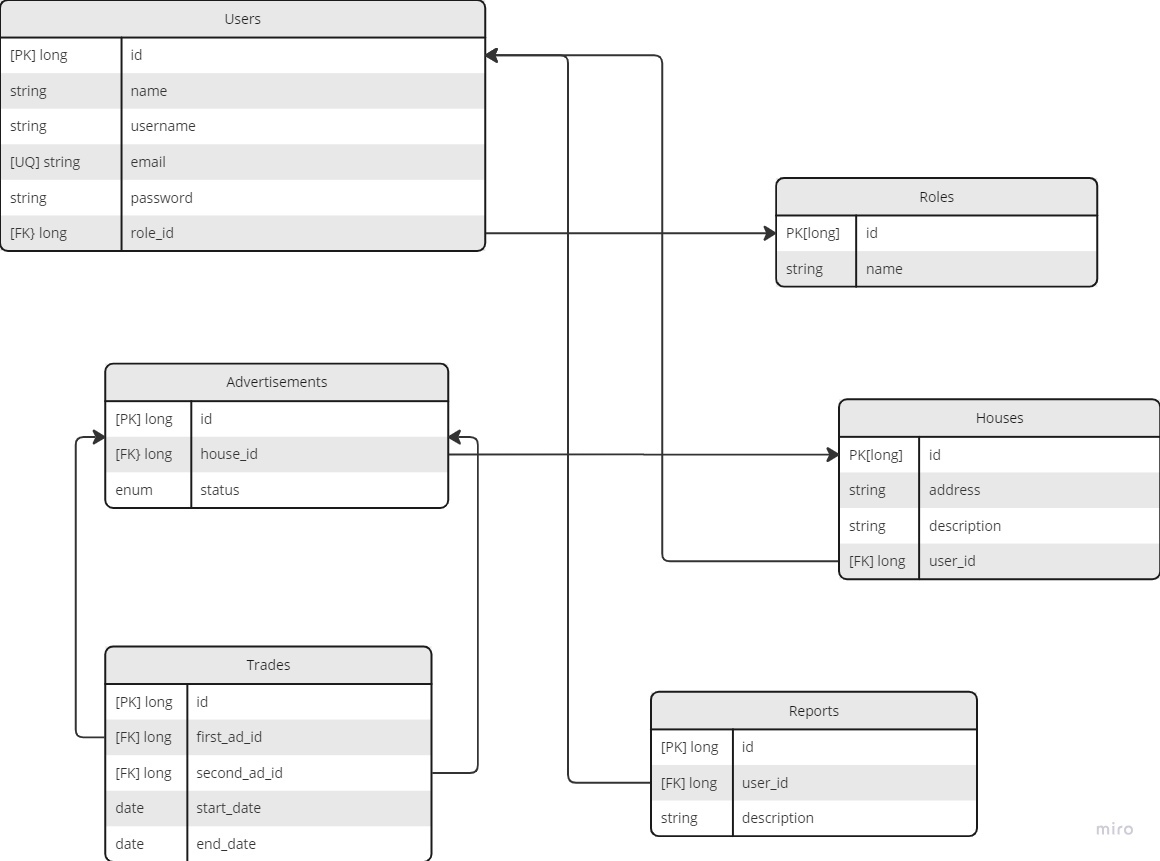 Users
[PK] long id
string name
string username
[UQ] string email
string password
[FK} long role_id
Roles
PK[long] id
string name
Advertisements
[PK] long id
[FK} long house_id
enum status
Houses
PK[long] id
string address
string description
[FK] long user_id
Trades
[PK] long id
[FK] long first_ad_id
[FK] long second_ad_id
date start_date
date end_date
Reports
[PK] long id
[FK] long user_id
string description
miro